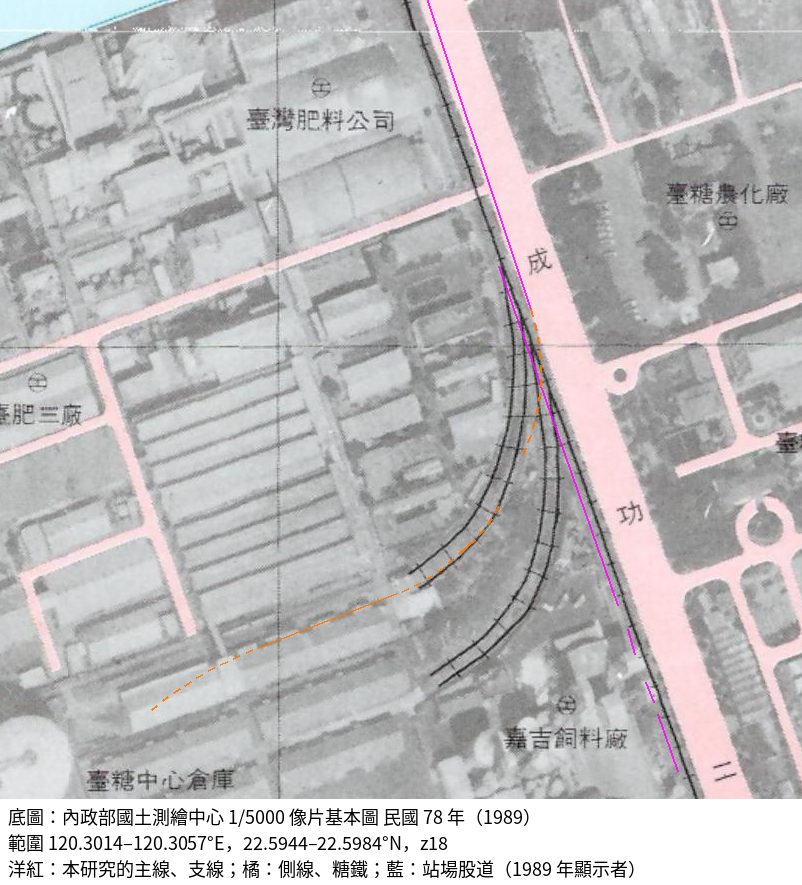 臺灣肥料公司
臺糖農化廠
成
臺肥三廠
功
嘉吉飼料廠
臺糖中心倉庫
二
底圖：內政部國土測繪中心 1/5000 像片基本圖 民國 78 年（1989）
範圍 120.3014–120.3057°E，22.5944–22.5984°N，z18
洋紅：本研究的主線、支線；橘：側線、糖鐵；藍：站場股道（1989 年顯示者）